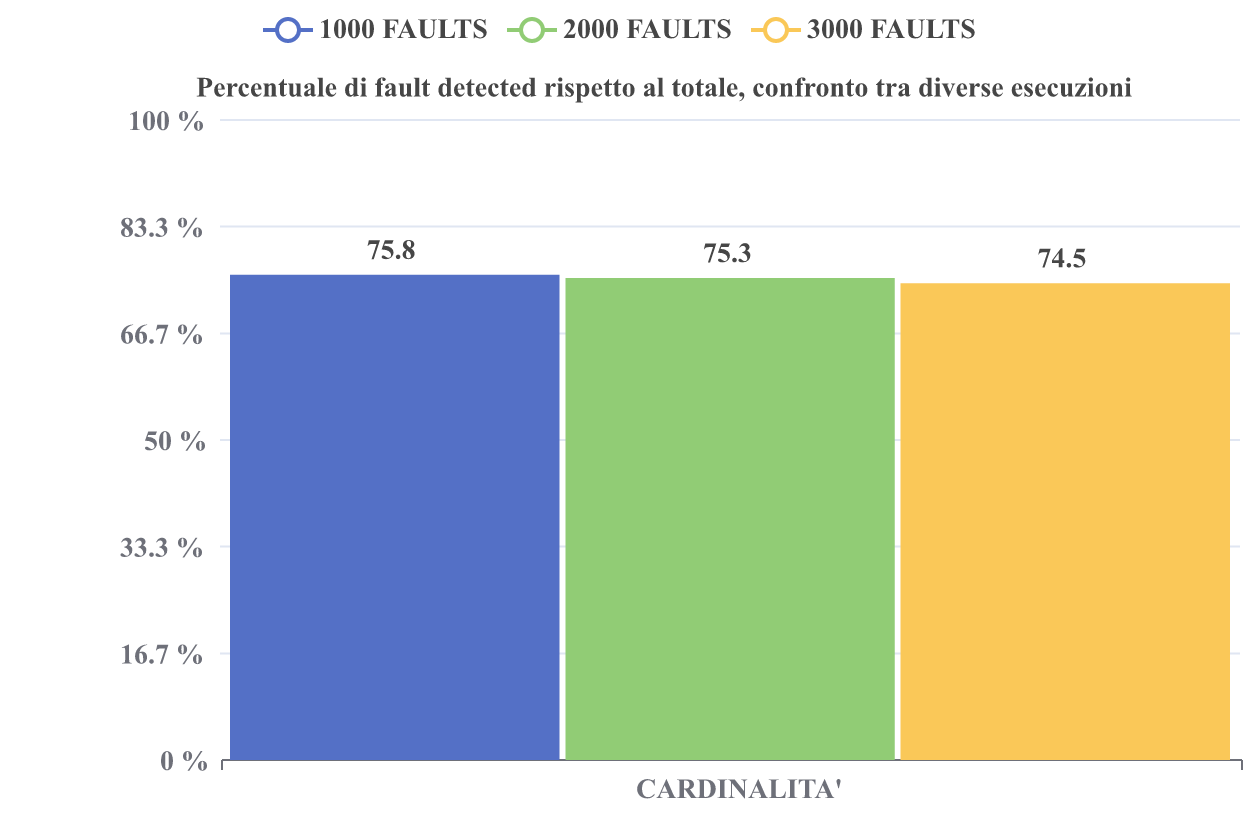 1000 FAULTS 2000 FAULTS 3000 FAULTS
Percentuale di fault detected rispetto al totale, confronto tra diverse esecuzioni
100 %
83.3 %
75.8 75.3 74.5
66.7 %
50 %
33.3 %
16.7 %
0 %
CARDINALITA'